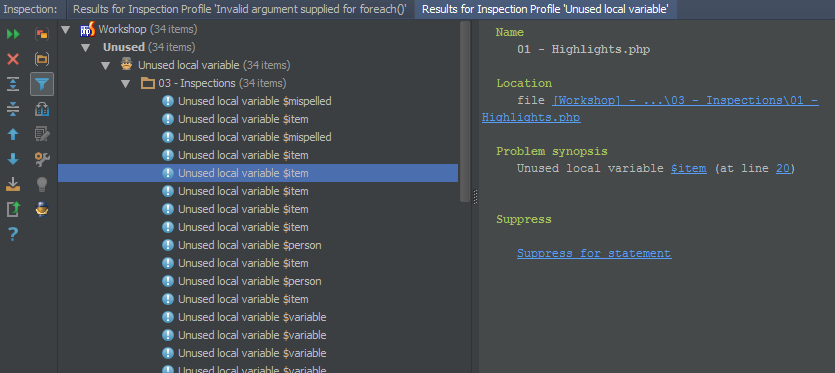 Inspection: Results for Inspection Profile 'Invalid argument supplied for foreach()' Results for Inspection Profile 'Unused local variable'
Workshop (34 items)
Unused (34 items)
Unused local variable (34 items)
03 - Inspections (34 items)
Unused local variable $mispelled
Unused local variable $item
Unused local variable $mispelled
Unused local variable $item
Unused local variable $item
Unused local variable $item
Unused local variable $item
Unused local variable $item
Unused local variable $person
Unused local variable $item
Unused local variable $person
Unused local variable $item
Unused local variable $variable
Unused local variable $variable
Unused local variable $variable
Unused local variable $variable
Name
01 - Highlights.php
Location
file [Workshop] - ...\03 - Inspections\01 -
Highlights.php
Problem synopsis
Unused local variable $item (at line 20)
Suppress
Suppress for statement